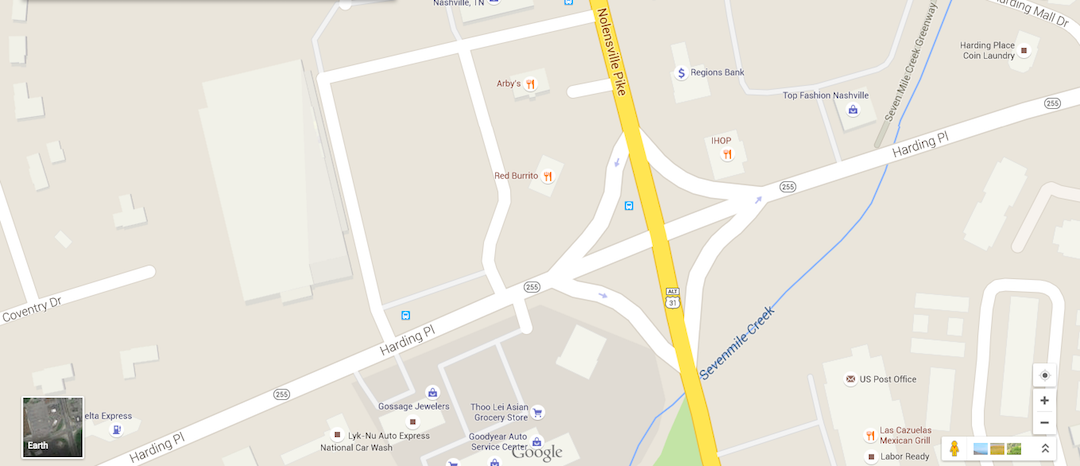 Nashville, TN
Nolensville Pike
Harding Mall Dr
Seven Mile Creek Greenway
Harding Place
Coin Laundry
Arby's
$
Regions Bank
Top Fashion Nashville
255
Harding Pl
IHOP
Red Burrito
255
Coventry Dr
255
ALT
31
Harding Pl
Sevenmile Creek
US Post Office
255
Gossage Jewelers
elta Express
Earth
Thoo Lei Asian
Grocery Store
Lyk-Nu Auto Express
National Car Wash
Goodyear Auto
Service Center
Las Cazuelas
Mexican Grill
Labor Ready
Harding Pl
Google